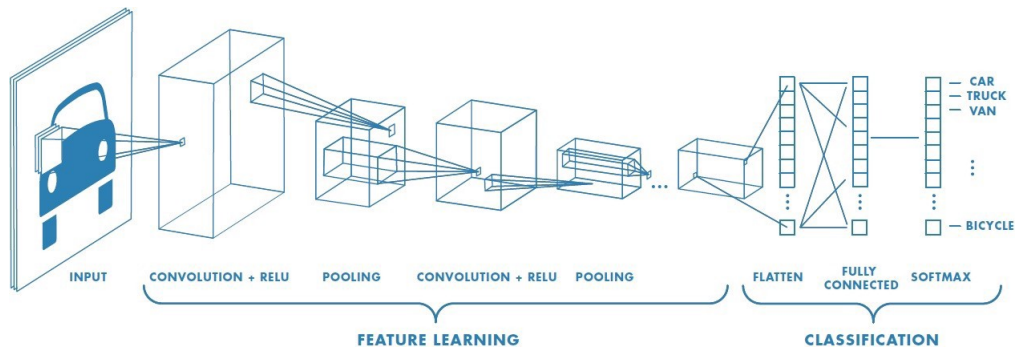 CAR
TRUCK
VAN
BICYCLE
INPUT
CONVOLUTION + RELU
POOLING
CONVOLUTION + RELU
POOLING
FLATTEN
FULLY
CONNECTED
SOFTMAX
FEATURE LEARNING
CLASSIFICATION